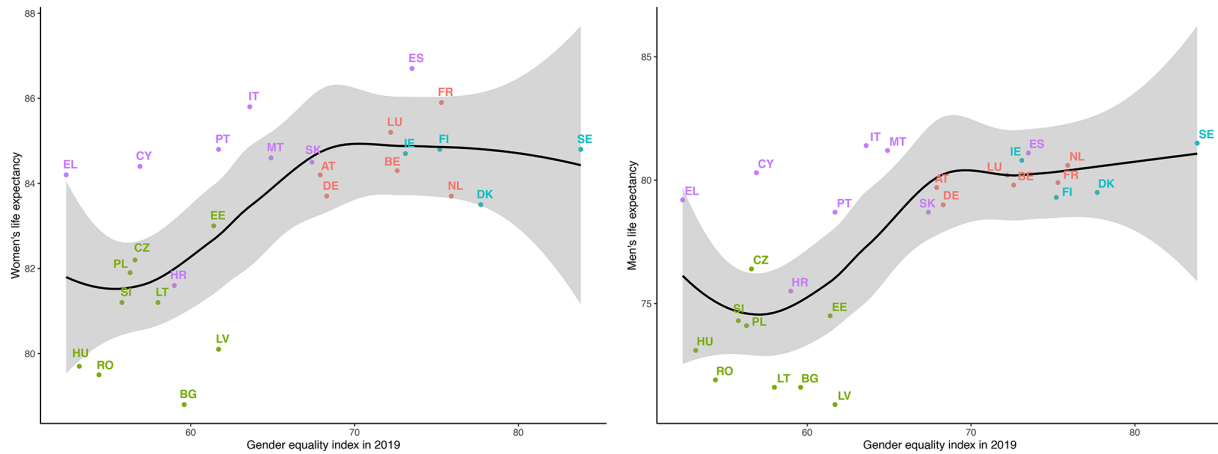 88
86
84
82
80
Women's life expectancy
EL
CY
IT
PT
MT
SK
ES
FR
LU
IE
FI
SE
AT
BE
DE
NL
DK
EE
CZ
PL
HR
SI
LT
LV
HU
RO
BG
60
70
80
Gender equality index in 2019
85
80
75
Men's life expectancy
IT
MT
CY
EL
PT
SK
ES
IE
NL
SE
LU
BE
FR
AT
DE
FI
DK
CZ
HR
SI
PL
EE
HU
RO
LT
BG
LV
60
70
80
Gender equality index in 2019